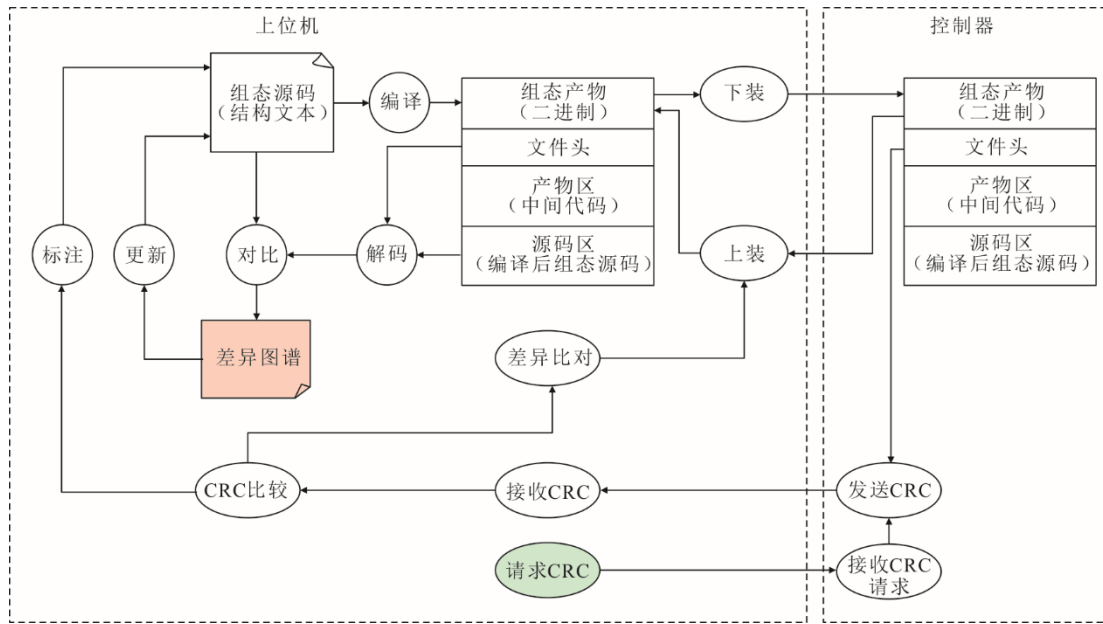 上位机
控制器
组态源码
(结构文本)
编译
组态产物
(二进制)
下装
组态产物
(二进制)
文件头
文件头
产物区
(中间代码)
产物区
(中间代码)
标注
更新
对比
解码
源码区
(编译后组态源码)
上装
源码区
(编译后组态源码)
差异图谱
差异比对
CRC比较
接收CRC
发送CRC
请求CRC
接收CRC
请求